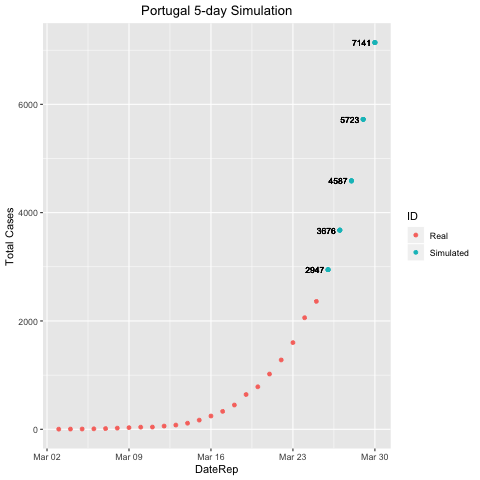 Portugal 5-day Simulation
7141
5723
4587
3676
2947
6000
4000
2000
0
Total Cases
Mar 02 Mar 09 Mar 16 Mar 23 Mar 30
DateRep
ID
Real
Simulated